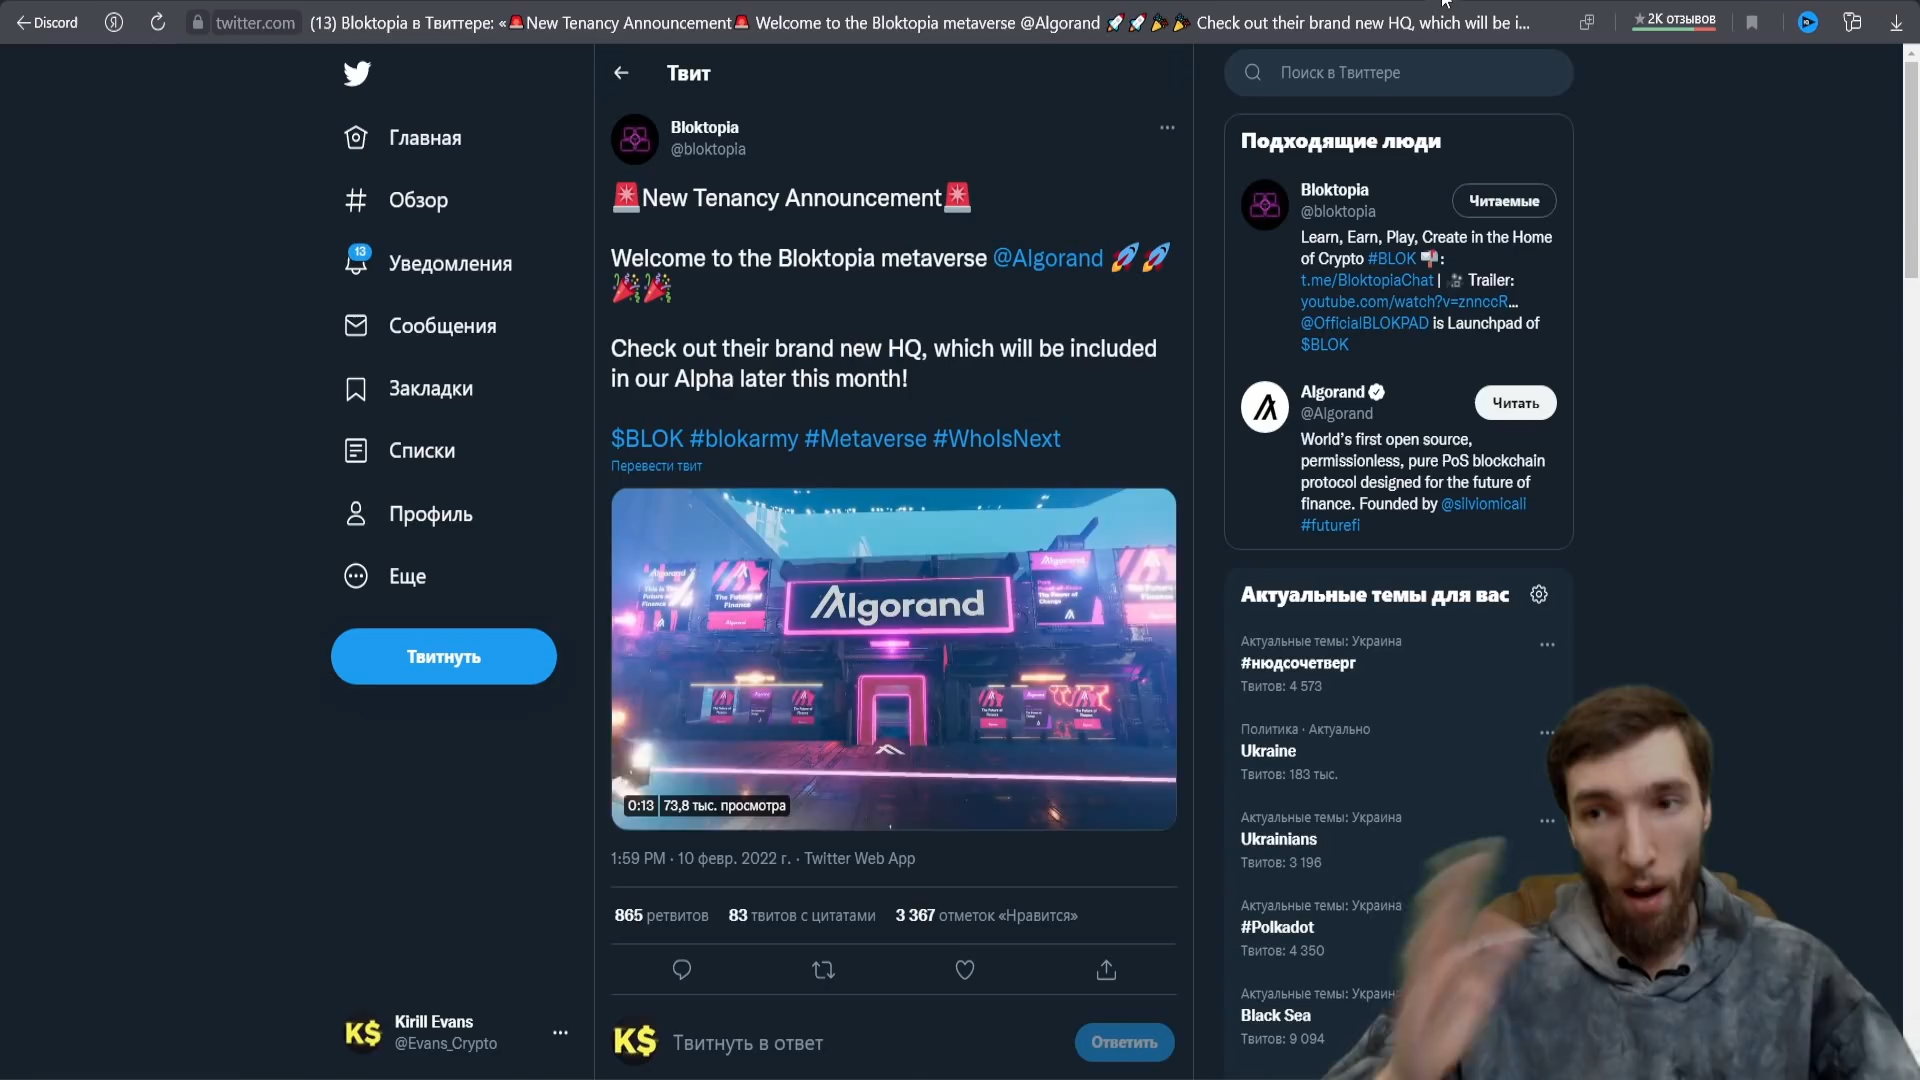 Discord
twitter.com
(13) Bloktopia в Твиттере: «🚨New Tenancy Announcement🚨 Welcome to the Bloktopia metaverse @Algorand 🚀🚀🎉🎉 Check out their brand new HQ, which will be i...
★ 2K отзывов
Твит
Поиск в Твиттере
Главная
Обзор
13
Уведомления
Сообщения
Закладки
Списки
Профиль
Еще
Твитнуть
K$
Kirill Evans
@Evans_Crypto
Bloktopia
@bloktopia
🚨New Tenancy Announcement🚨
Welcome to the Bloktopia metaverse @Algorand 🚀🚀
🎉🎉
Check out their brand new HQ, which will be included
in our Alpha later this month!
$BLOK #blokarmy #Metaverse #WhoIsNext
Перевести твит
Algorand
The Future of
Finance
0:13
73,8 тыс. просмотра
1:59 PM · 10 февр. 2022 г. · Twitter Web App
865 ретвитов 83 твитов с цитатами 3 367 отметок «Нравится»
K$
Твитнуть в ответ
Ответить
Подходящие люди
Bloktopia
@bloktopia
Читаемые
Learn, Earn, Play, Create in the Home
of Crypto #BLOK 📬:
t.me/BloktopiaChat | 🎥 Trailer:
youtube.com/watch?v=znnccR…
@OfficialBLOKPAD is Launchpad of
$BLOK
Algorand
@Algorand
Читать
World's first open source,
permissionless, pure PoS blockchain
protocol designed for the future of
finance. Founded by @silviomicali
#futurefi
Актуальные темы для вас
Актуальные темы: Украина
#нюдсочетверг
Твитов: 4 573
Политика · Актуально
Ukraine
Твитов: 183 тыс.
Актуальные темы: Украина
Ukrainians
Твитов: 3 196
Актуальные темы: Украина
#Polkadot
Твитов: 4 350
Актуальные темы: Украин
Black Sea
Твитов: 9 094